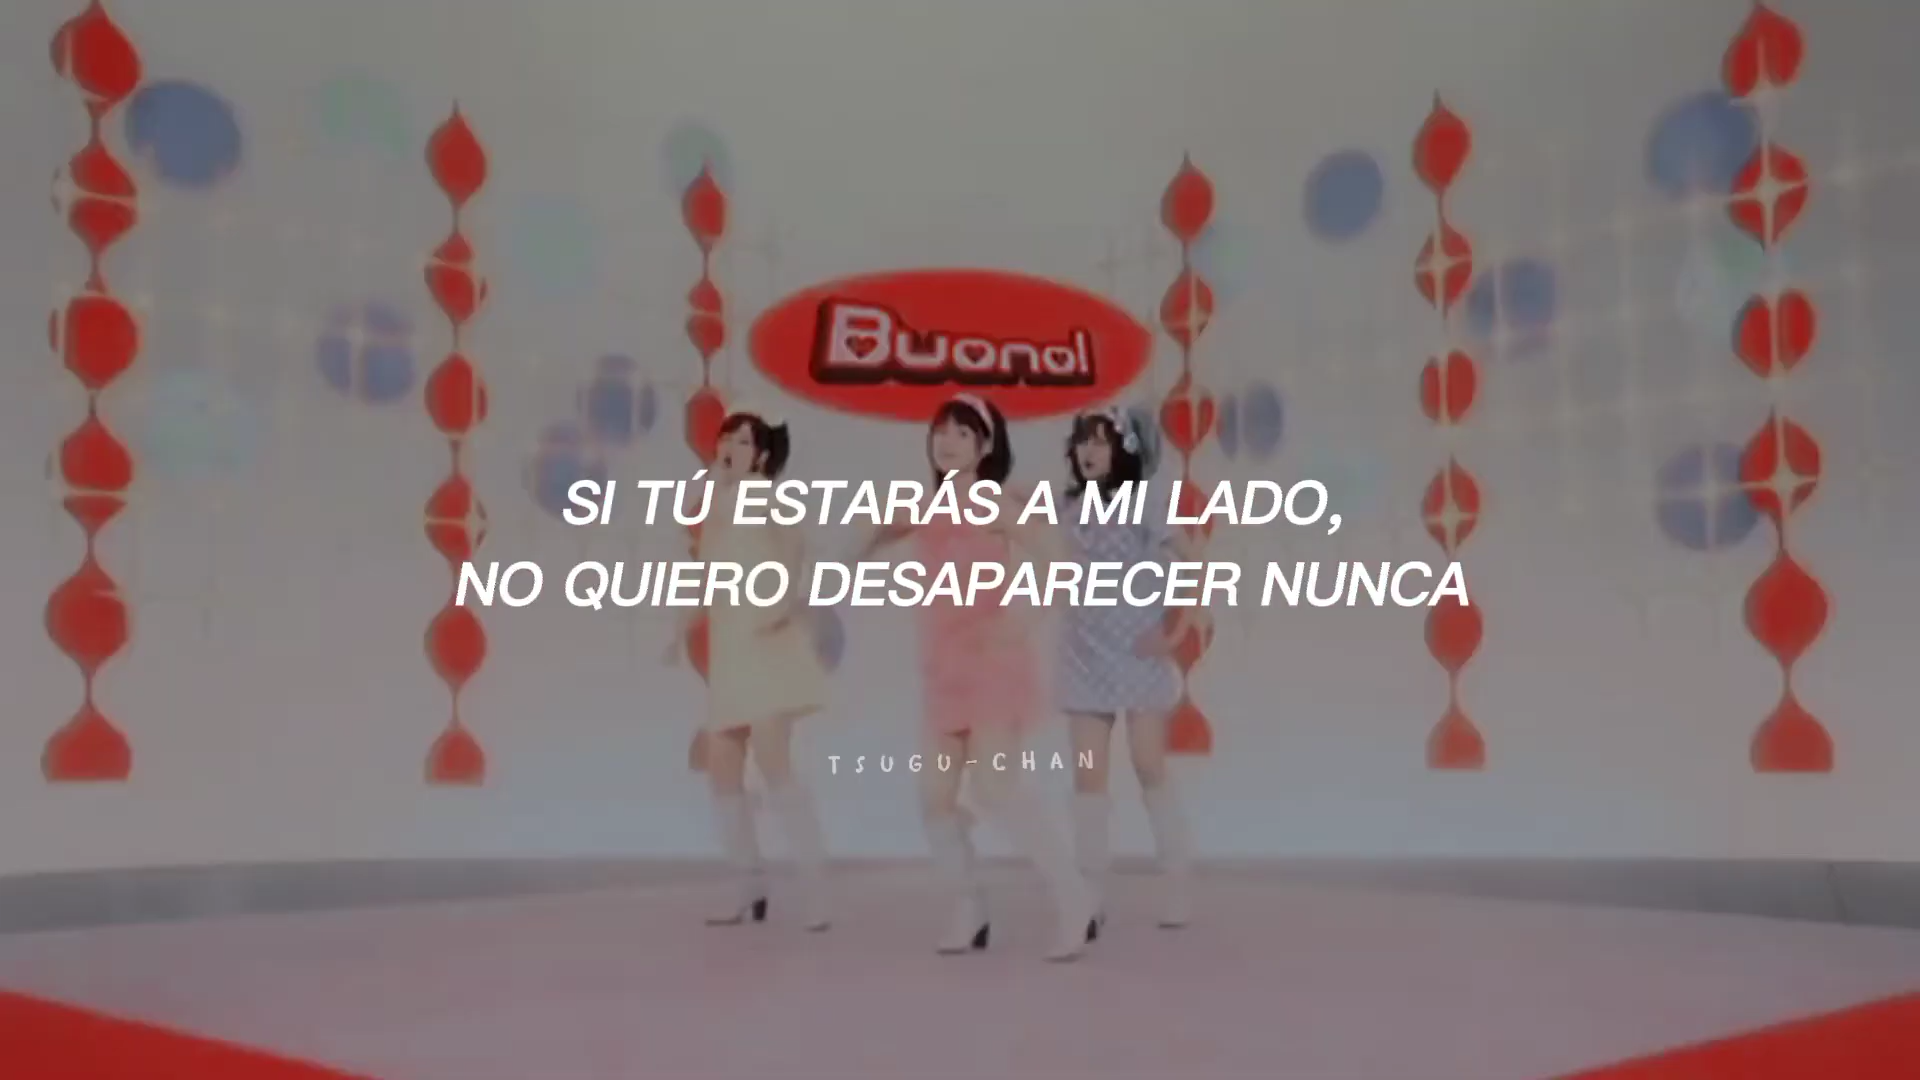 Buono!
SI TÚ ESTARÁS A MI LADO,
NO QUIERO DESAPARECER NUNCA
TSUGU-CHAN